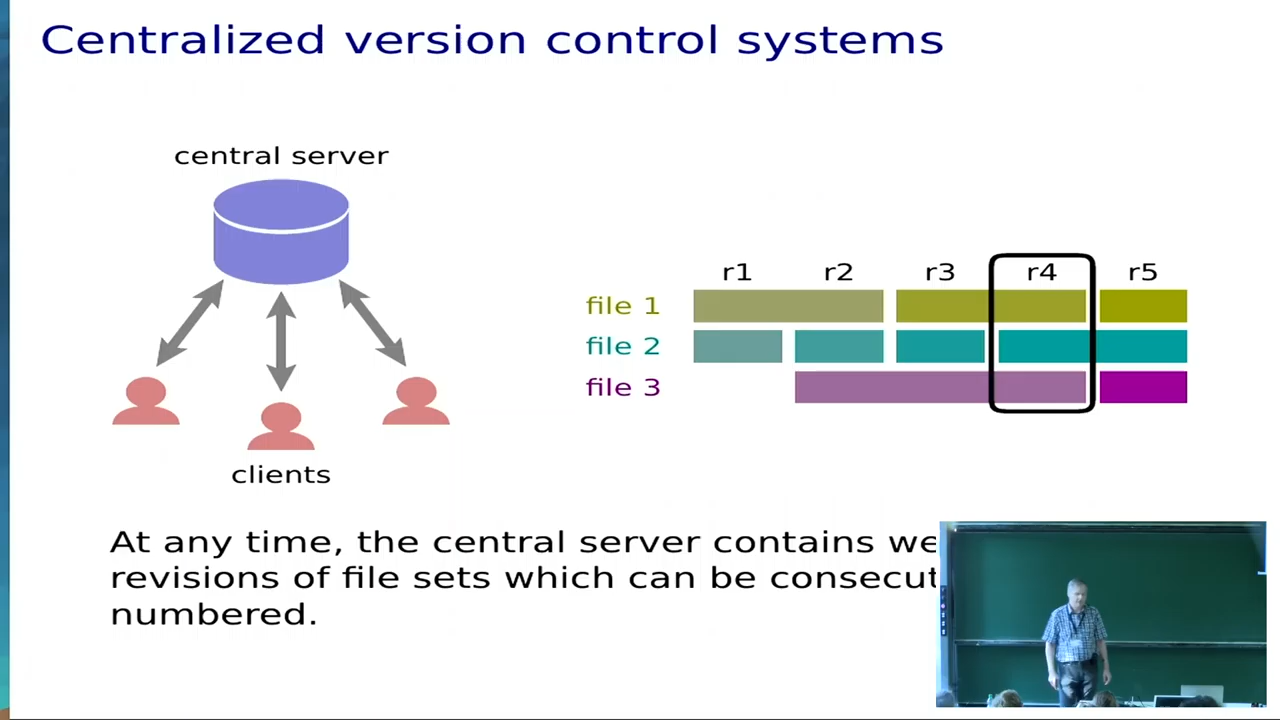 Centralized version control systems
central server
r1 r2 r3 r4 r5
file 1
file 2
file 3
clients
At any time, the central server contains we
revisions of file sets which can be consecut
numbered.